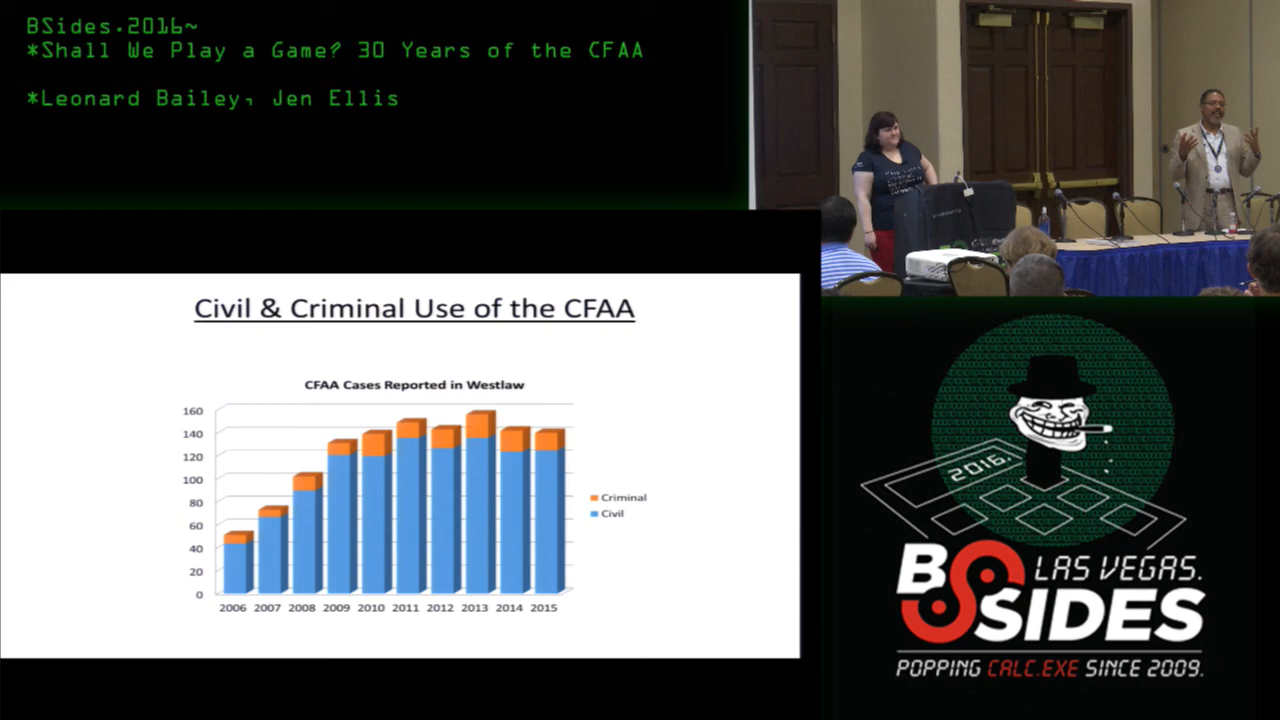 BSides.2016~
*Shall We Play a Game? 30 Years of the CFAA
*Leonard Bailey, Jen Ellis
Civil & Criminal Use of the CFAA
CFAA Cases Reported in Westlaw
160
140
120
100
80
60
40
20
0
2006 2007 2008 2009 2010 2011 2012 2013 2014 2015
Criminal
Civil
2016.
BSIDES
LAS VEGAS.
POPPING CALC.EXE SINCE 2009.